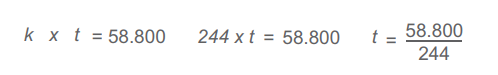 k x t = 58.800 244 x t = 58.800 t = 58.800/244